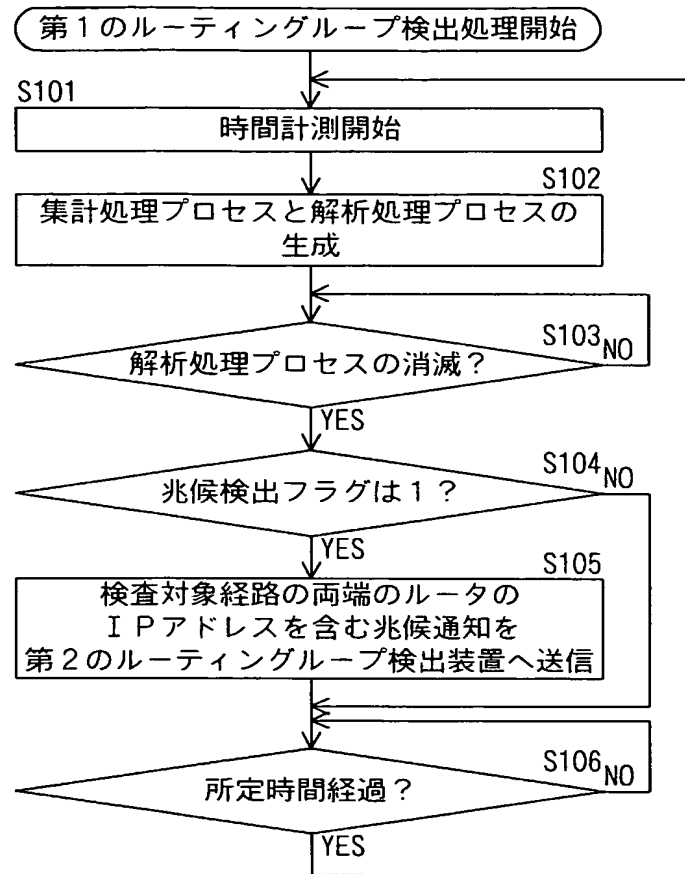 第１のルーティングループ検出処理開始
S101
時間計測開始
S102
集計処理プロセスと解析処理プロセスの
生成
S103
NO
解析処理プロセスの消滅？
YES
S104
NO
兆候検出フラグは１？
YES
S105
検査対象経路の両端のルータの
ＩＰアドレスを含む兆候通知を
第２のルーティングループ検出装置へ送信
S106
NO
所定時間経過？
YES